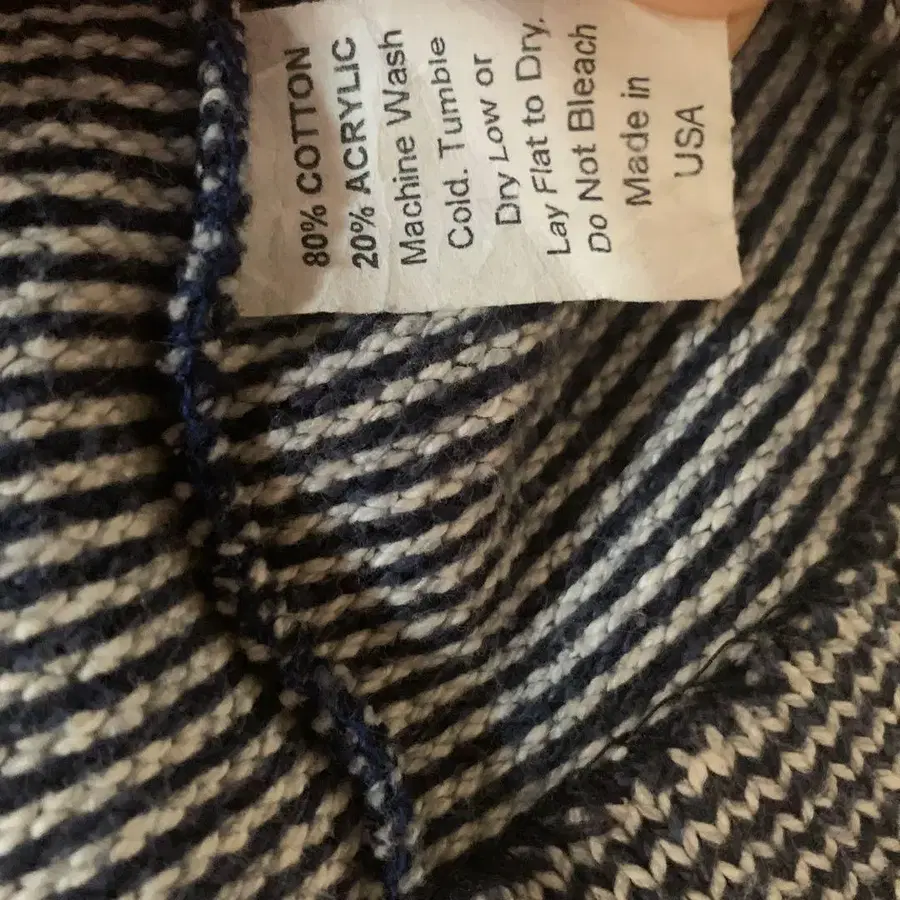 80% COTTON
20% ACRYLIC
Machine Wash
Cold. Tumble
Dry Low or
Lay Flat to Dry.
Do Not Bleach
Made in
USA